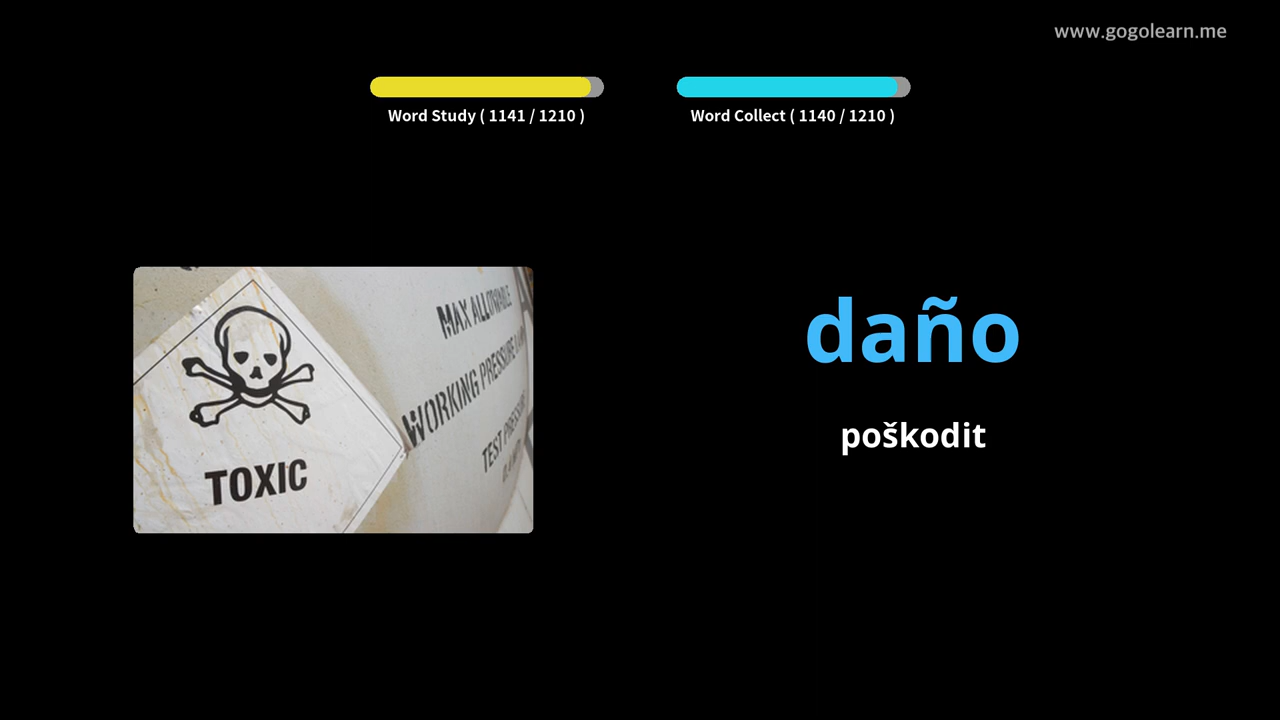 www.gogolearn.me
Word Study ( 1141 / 1210 )
Word Collect ( 1140 / 1210 )
MAX ALLOWABLE
WORKING PRESSURE
TEST PRESSURE
TOXIC
daño
poškodit